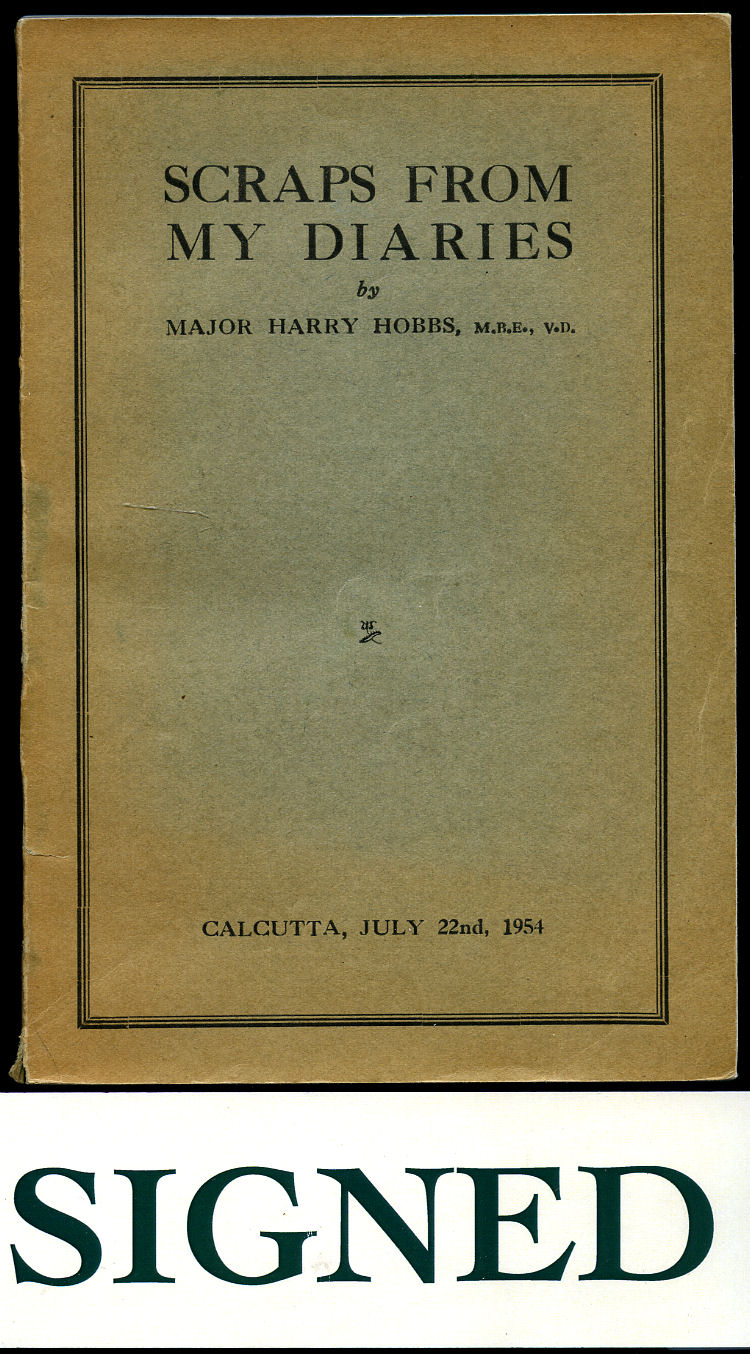 SCRAPS FROM
MY DIARIES
by
MAJOR HARRY HOBBS, M.B.E., V.D.
CALCUTTA, JULY 22nd, 1954
SIGNED